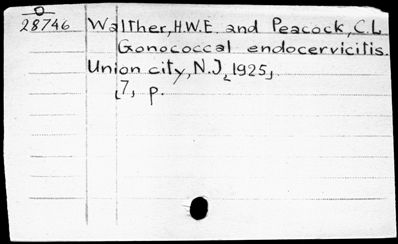 O
28746 Walther, H.W.E. and Peacock, C.L
Gonococcal endocervicitis.
Union city, N.J., [1925]
[7] p.